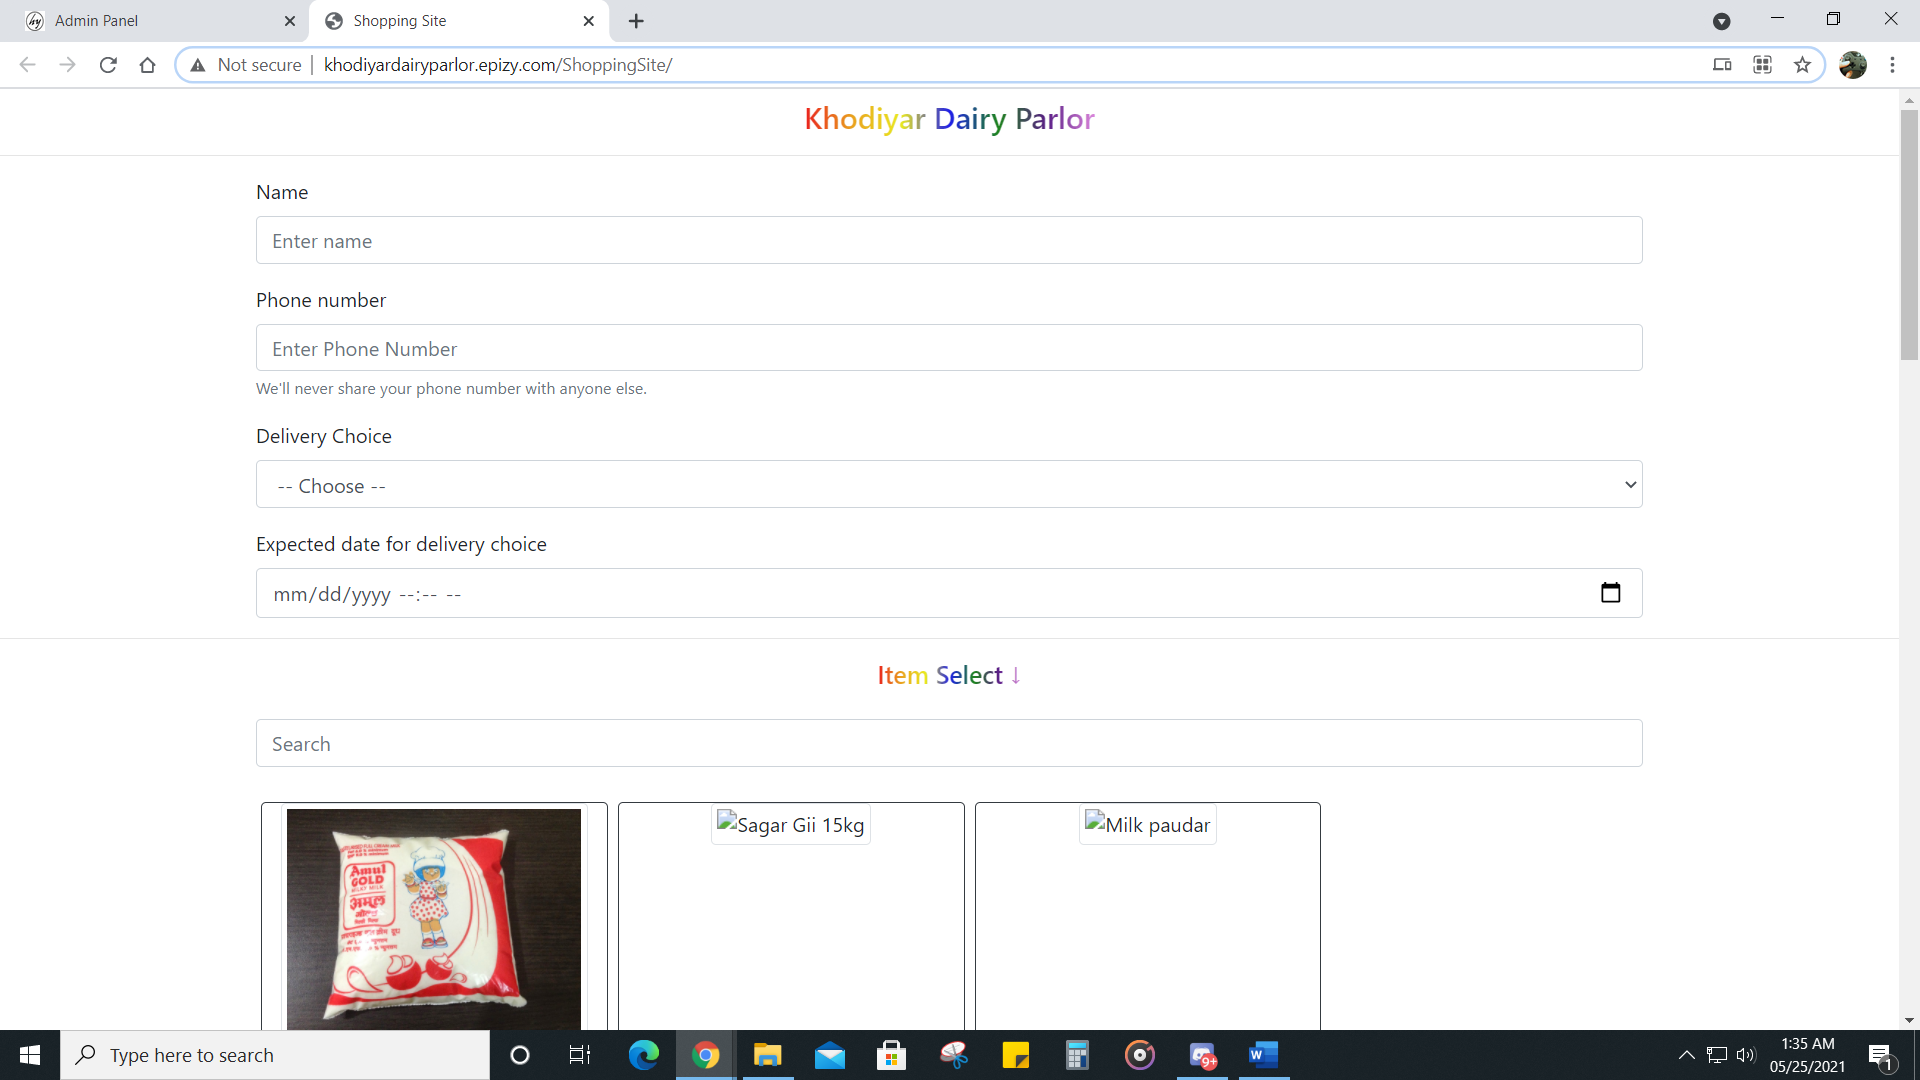 Admin Panel
Shopping Site
Not secure
khodiyardairyparlor.epizy.com/ShoppingSite/
Khodiyar Dairy Parlor
Name
Enter name
Phone number
Enter Phone Number
We'll never share your phone number with anyone else.
Delivery Choice
-- Choose --
Expected date for delivery choice
mm/dd/yyyy --:-- --
Item Select ↓
Search
Amul
GOLD
अमूल
Sagar Gii 15kg
Milk paudar
Type here to search
9+
W
1:35 AM
05/25/2021
1